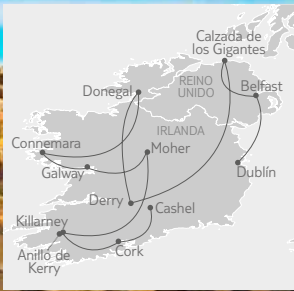 Calzada de
los Gigantes
REINO
UNIDO
Donegal
Belfast
IRLANDA
Connemara
Moher
Galway
Dublín
Derry
Cashel
Killarney
Anillo de
Kerry
Cork